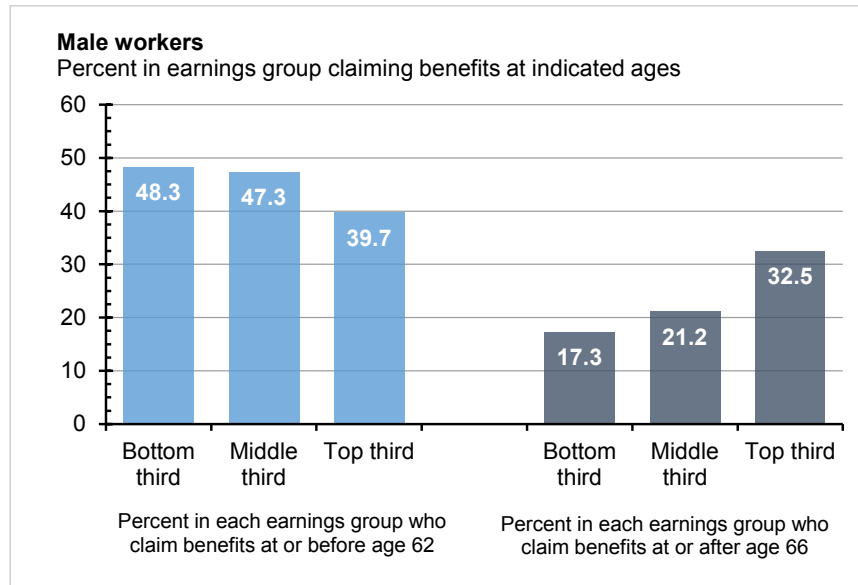 Male workers
Percent in earnings group claiming benefits at indicated ages
60
50
40
30
20
10
0
48.3
47.3
39.7
17.3
21.2
32.5
Bottom third
Middle third
Top third
Bottom third
Middle third
Top third
Percent in each earnings group who
claim benefits at or before age 62
Percent in each earnings group who
claim benefits at or after age 66